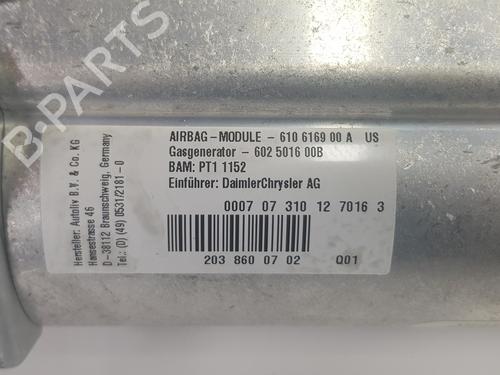 B-PARTS
Hersteller: Autoliv B.V. & Co. KG
Hansestrasse 46
D-38112 Braunschweig, Germany
Tel.: (D) (49) 0531/2181-0
AIRBAG-MODULE - 610 6169 00 A US
Gasgenerator - 602 5016 00B
BAM: PT1 1152
Einführer: DaimlerChrysler AG
0007 07 310 12 7016 3
203 860 07 02 Q01